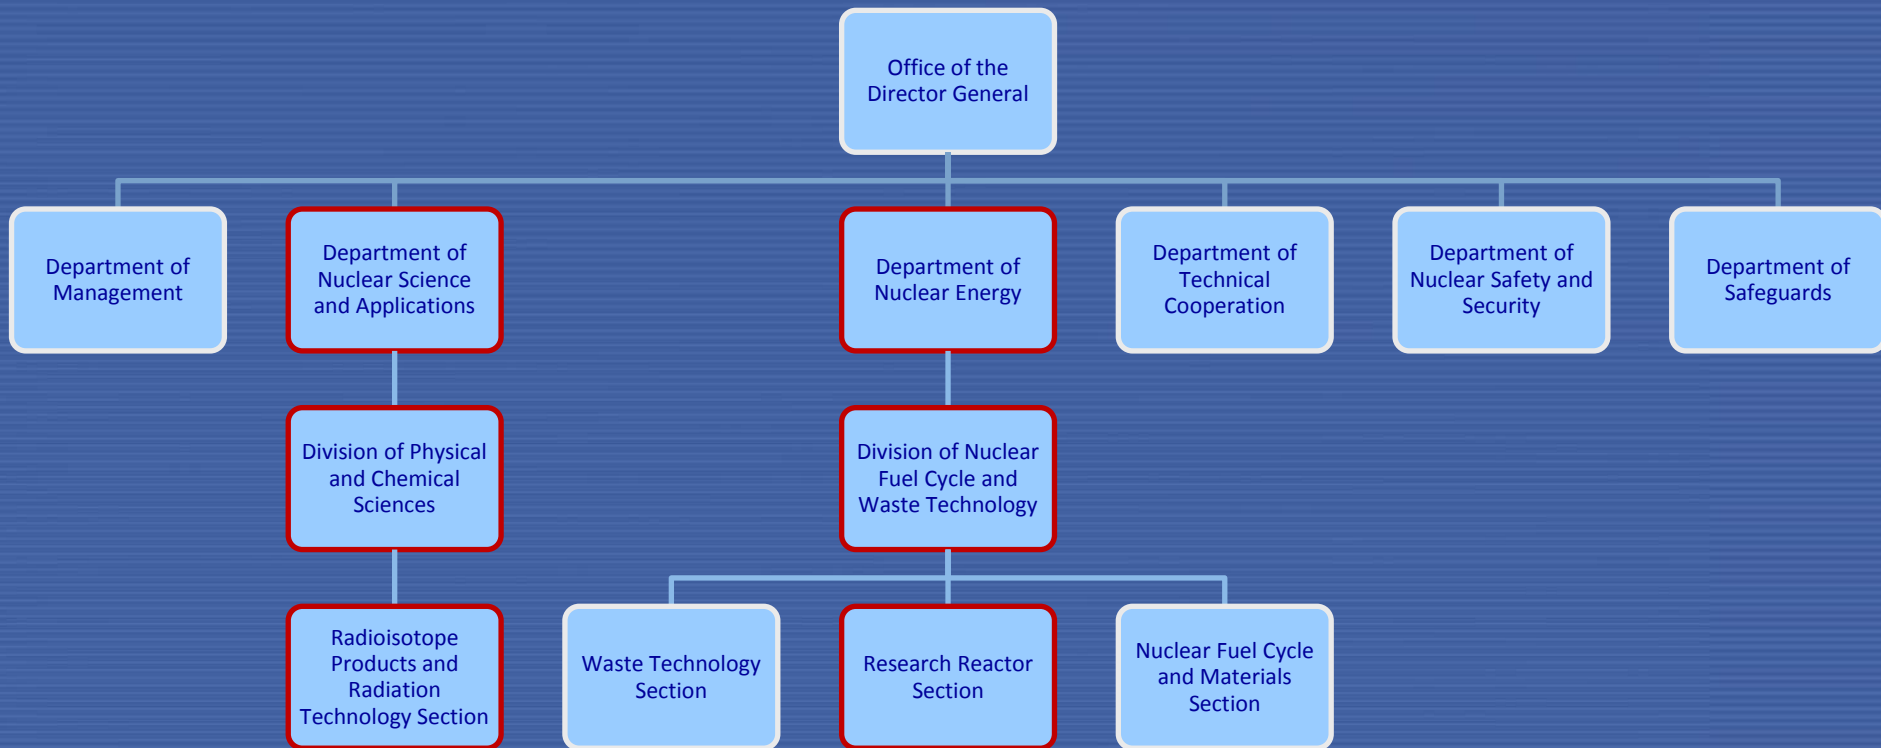 Office of the
Director General
Department of
Management
Department of
Nuclear Science
and Applications
Department of
Nuclear Energy
Department of
Technical
Cooperation
Department of
Nuclear Safety and
Security
Department of
Safeguards
Division of Physical
and Chemical
Sciences
Division of Nuclear
Fuel Cycle and
Waste Technology
Radioisotope
Products and
Radiation
Technology Section
Waste Technology
Section
Research Reactor
Section
Nuclear Fuel Cycle
and Materials
Section